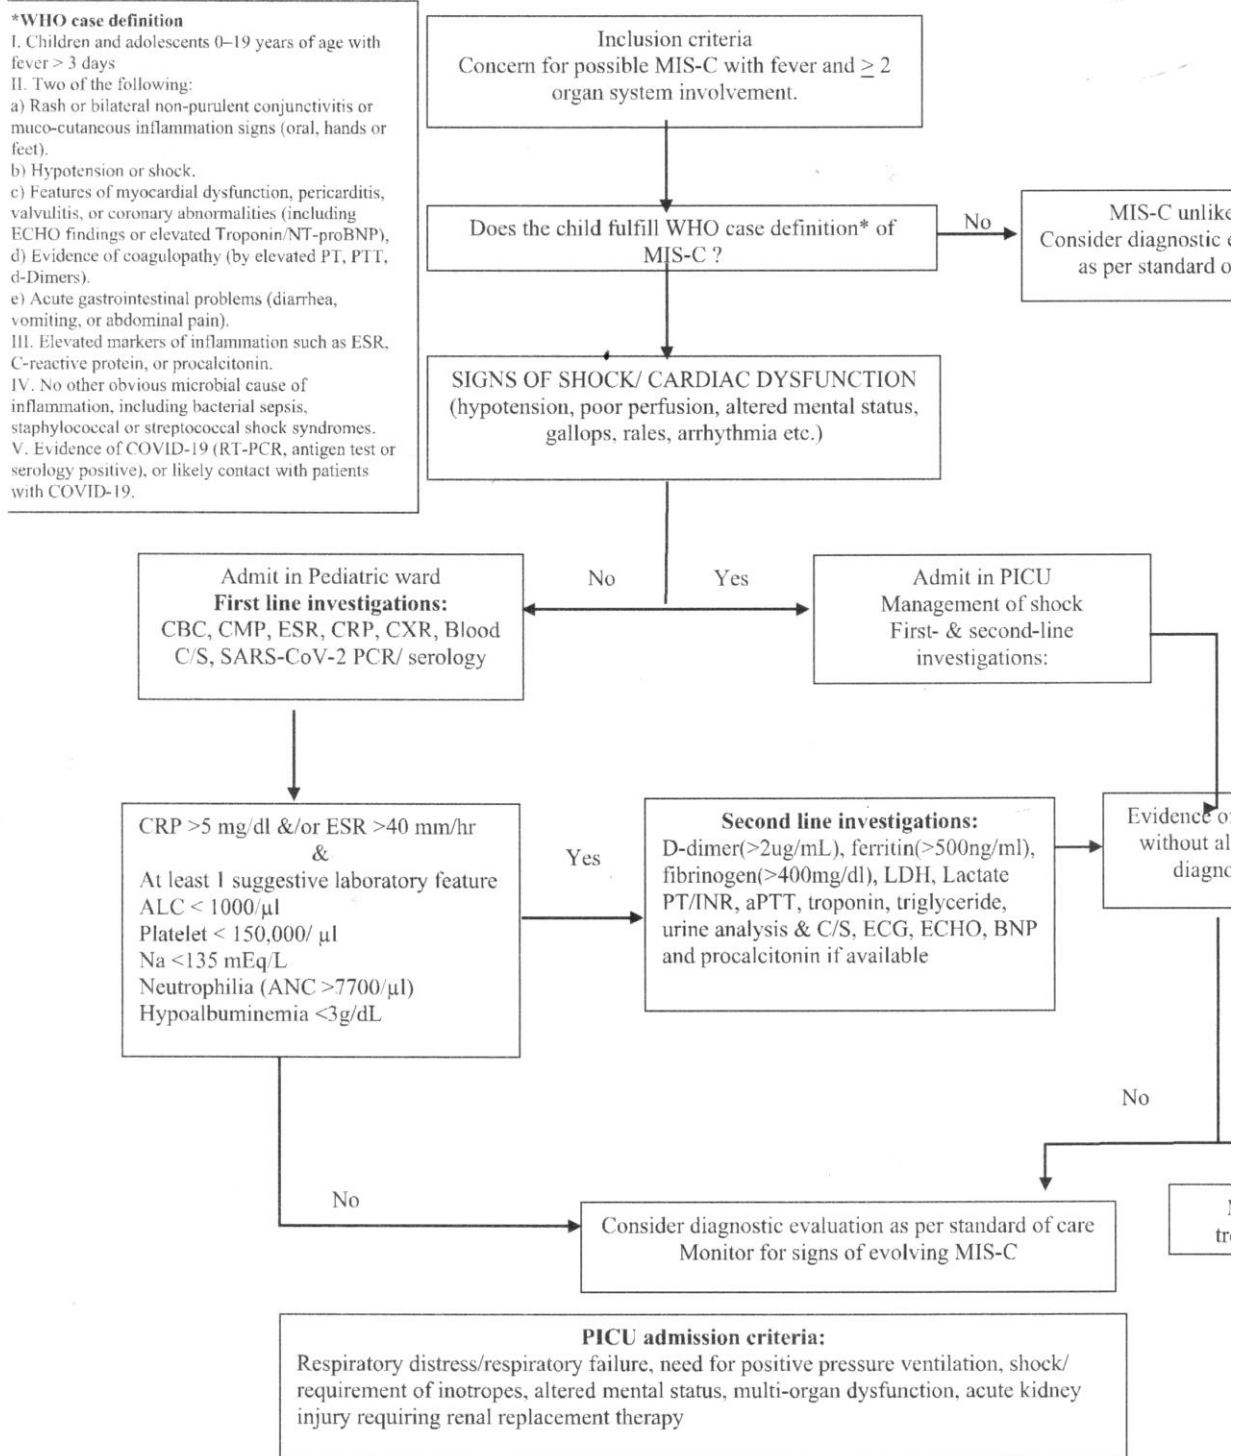 *WHO case definition
I. Children and adolescents 0–19 years of age with
fever > 3 days
II. Two of the following:
a) Rash or bilateral non-purulent conjunctivitis or
muco-cutaneous inflammation signs (oral, hands or
feet).
b) Hypotension or shock.
c) Features of myocardial dysfunction, pericarditis,
valvulitis, or coronary abnormalities (including
ECHO findings or elevated Troponin/NT-proBNP),
d) Evidence of coagulopathy (by elevated PT, PTT,
d-Dimers).
e) Acute gastrointestinal problems (diarrhea,
vomiting, or abdominal pain).
III. Elevated markers of inflammation such as ESR,
C-reactive protein, or procalcitonin.
IV. No other obvious microbial cause of
inflammation, including bacterial sepsis,
staphylococcal or streptococcal shock syndromes.
V. Evidence of COVID-19 (RT-PCR, antigen test or
serology positive), or likely contact with patients
with COVID-19.
Inclusion criteria
Concern for possible MIS-C with fever and ≥ 2
organ system involvement.
Does the child fulfill WHO case definition* of
MIS-C ?
No
MIS-C unlike
Consider diagnostic e
as per standard o
SIGNS OF SHOCK/ CARDIAC DYSFUNCTION
(hypotension, poor perfusion, altered mental status,
gallops, rales, arrhythmia etc.)
No
Yes
Admit in Pediatric ward
First line investigations:
CBC, CMP, ESR, CRP, CXR, Blood
C/S, SARS-CoV-2 PCR/ serology
Admit in PICU
Management of shock
First- & second-line
investigations:
CRP >5 mg/dl &/or ESR >40 mm/hr
&
At least 1 suggestive laboratory feature
ALC < 1000/µl
Platelet < 150,000/ µl
Na <135 mEq/L
Neutrophilia (ANC >7700/µl)
Hypoalbuminemia <3g/dL
Yes
Second line investigations:
D-dimer(>2ug/mL), ferritin(>500ng/ml),
fibrinogen(>400mg/dl), LDH, Lactate
PT/INR, aPTT, troponin, triglyceride,
urine analysis & C/S, ECG, ECHO, BNP
and procalcitonin if available
Evidence o
without al
diagno
No
No
Consider diagnostic evaluation as per standard of care
Monitor for signs of evolving MIS-C
tr
PICU admission criteria:
Respiratory distress/respiratory failure, need for positive pressure ventilation, shock/
requirement of inotropes, altered mental status, multi-organ dysfunction, acute kidney
injury requiring renal replacement therapy